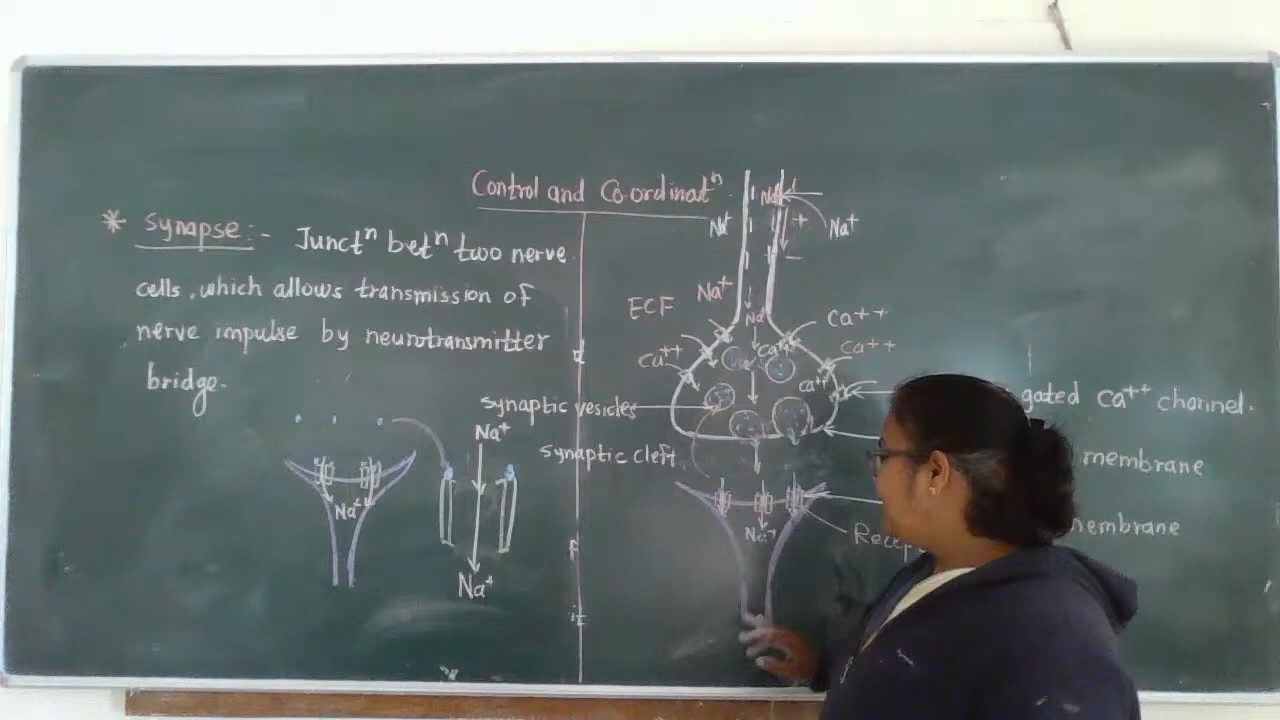 Control and Co-ordinatⁿ
* Synapse:- Junctⁿ betⁿ two nerve
cells, which allows transmission of
nerve impulse by neurotransmitter
bridge.
Na⁺
Na⁺
Na⁺
Na⁺
Na⁺
Na⁺
Na⁺
ECF
Na⁺
Ca⁺⁺
Ca⁺⁺
Ca⁺⁺
Ca⁺⁺
Ca⁺⁺
synaptic vesicles
gated Ca⁺⁺ channel.
synaptic cleft
membrane
membrane
Na⁺